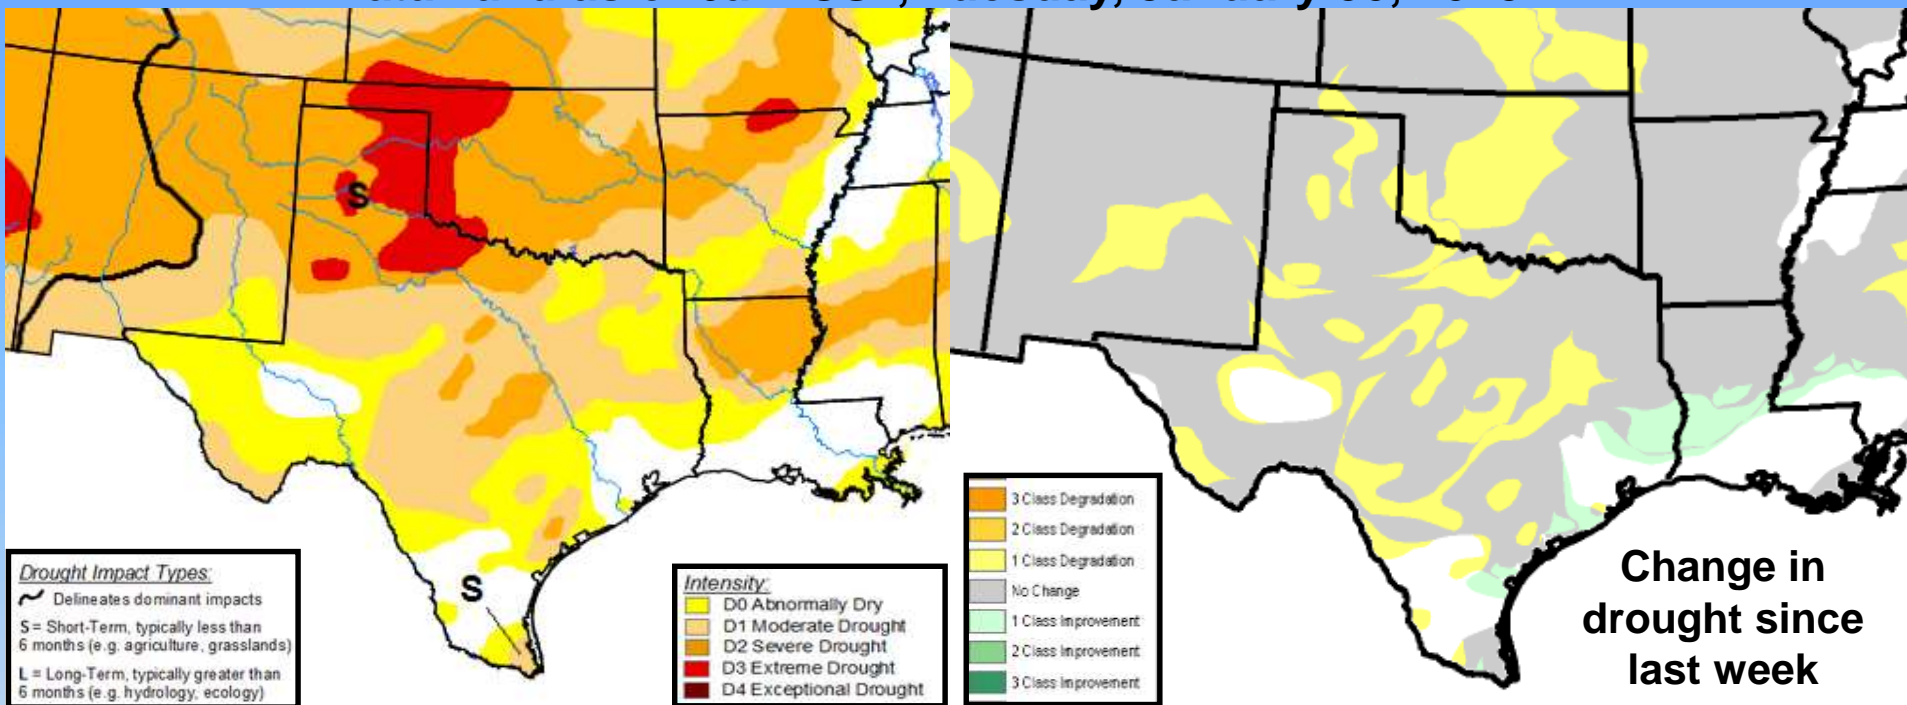 S
S
Drought Impact Types:
Delineates dominant impacts
S = Short-Term, typically less than
6 months (e.g. agriculture, grasslands)
L = Long-Term, typically greater than
6 months (e.g. hydrology, ecology)
Intensity:
D0 Abnormally Dry
D1 Moderate Drought
D2 Severe Drought
D3 Extreme Drought
D4 Exceptional Drought
3 Class Degradation
2 Class Degradation
1 Class Degradation
No Change
1 Class Improvement
2 Class Improvement
3 Class Improvement
Change in
drought since
last week